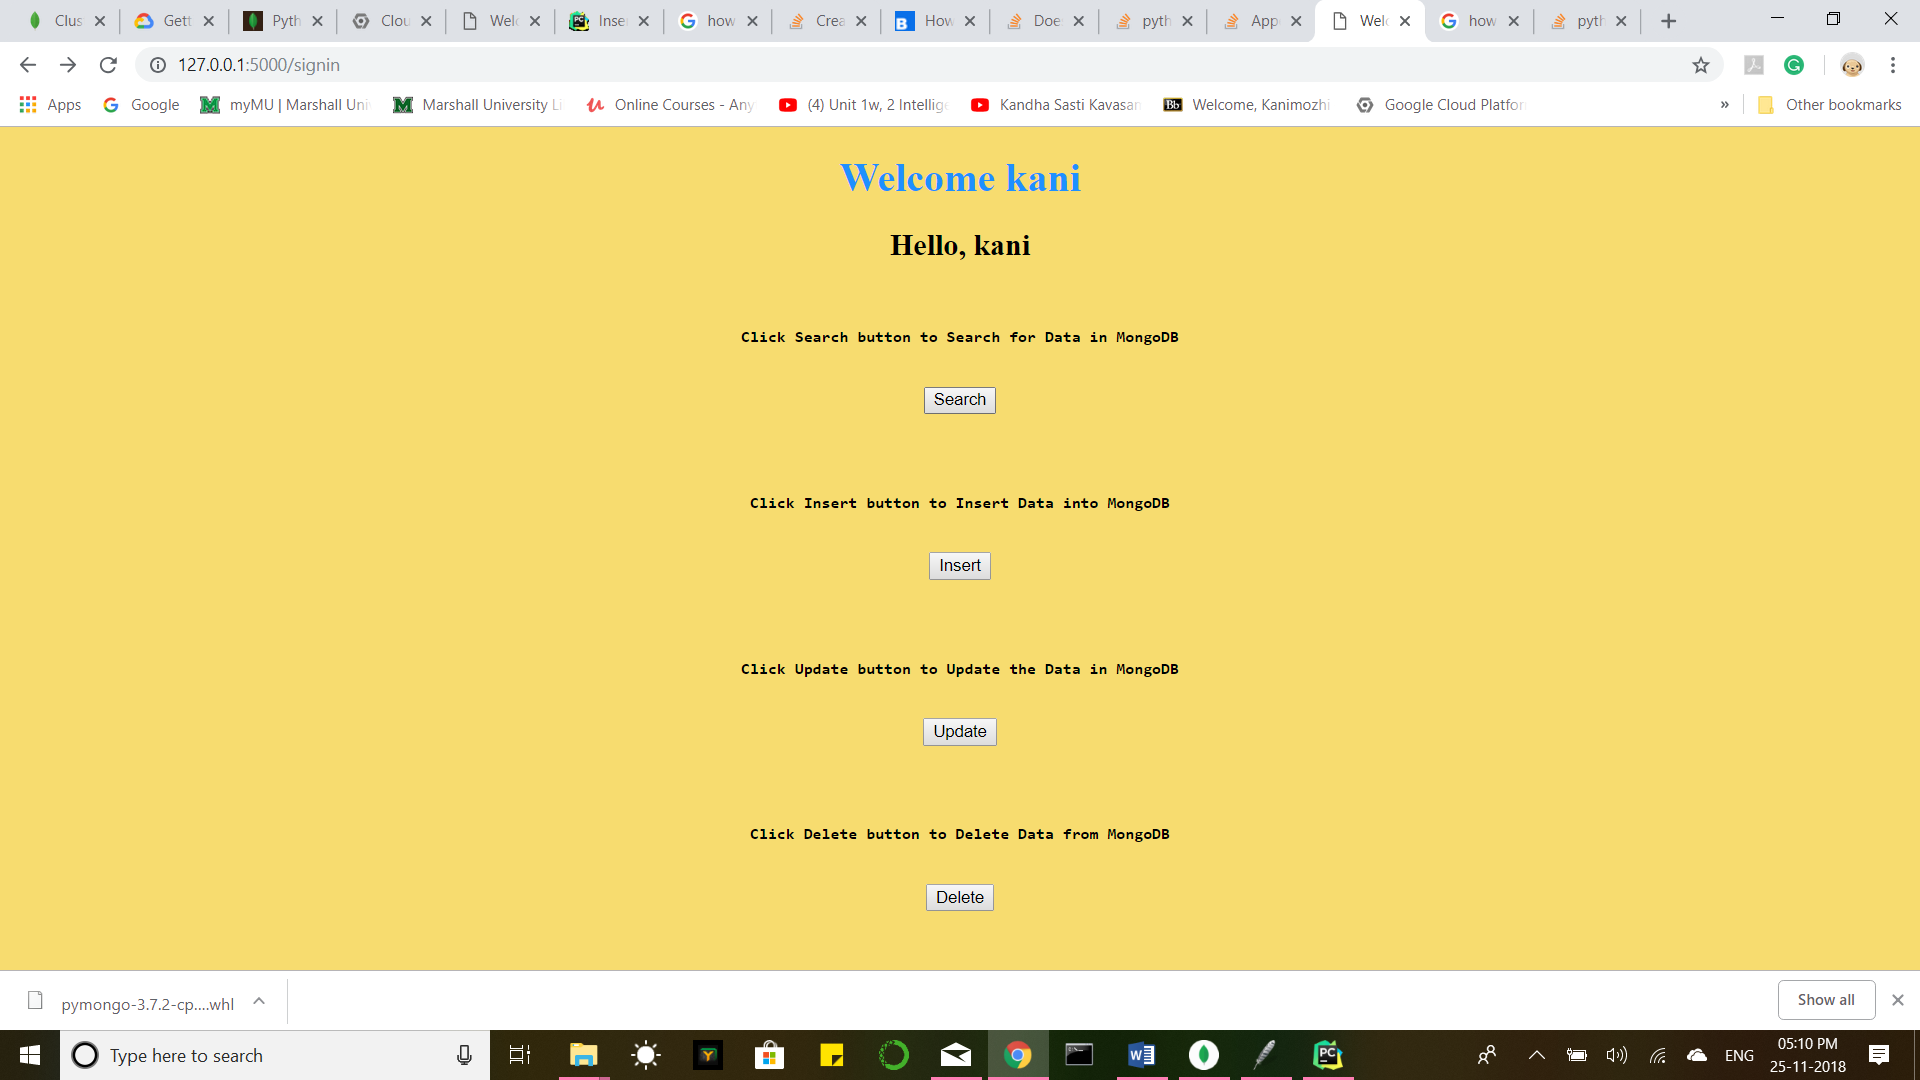 Clus
Gett
Pyth
Clou
Welc
Inser
how
Crea
How
Doe
pyth
App
Welc
how
pyth
127.0.0.1:5000/signin
Apps
Google
myMU | Marshall Uni
Marshall University Li
Online Courses - Any
(4) Unit 1w, 2 Intellige
Kandha Sasti Kavasam
Bb
Welcome, Kanimozhi
Google Cloud Platfor
»
Other bookmarks
Welcome kani
Hello, kani
Click Search button to Search for Data in MongoDB
Search
Click Insert button to Insert Data into MongoDB
Insert
Click Update button to Update the Data in MongoDB
Update
Click Delete button to Delete Data from MongoDB
Delete
pymongo-3.7.2-cp....whl
Show all
Type here to search
ENG
05:10 PM
25-11-2018